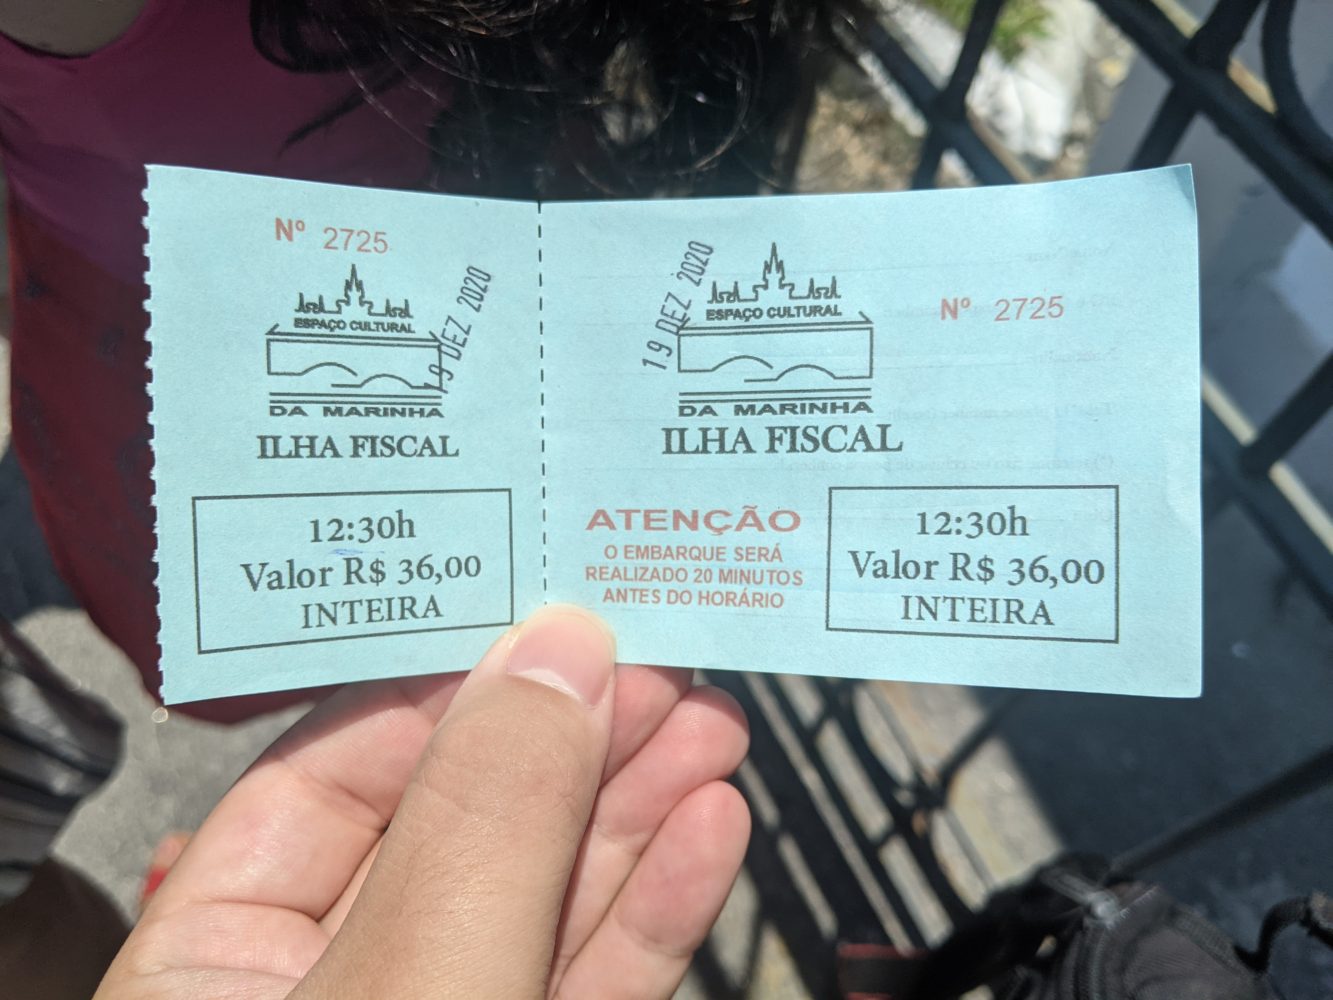 Nº 2725
19 DEZ 2020
ESPAÇO CULTURAL
DA MARINHA
ILHA FISCAL
12:30h
Valor R$ 36,00
INTEIRA
19 DEZ 2020
ESPAÇO CULTURAL
DA MARINHA
ILHA FISCAL
Nº 2725
ATENÇÃO
O EMBARQUE SERÁ
REALIZADO 20 MINUTOS
ANTES DO HORÁRIO
12:30h
Valor R$ 36,00
INTEIRA